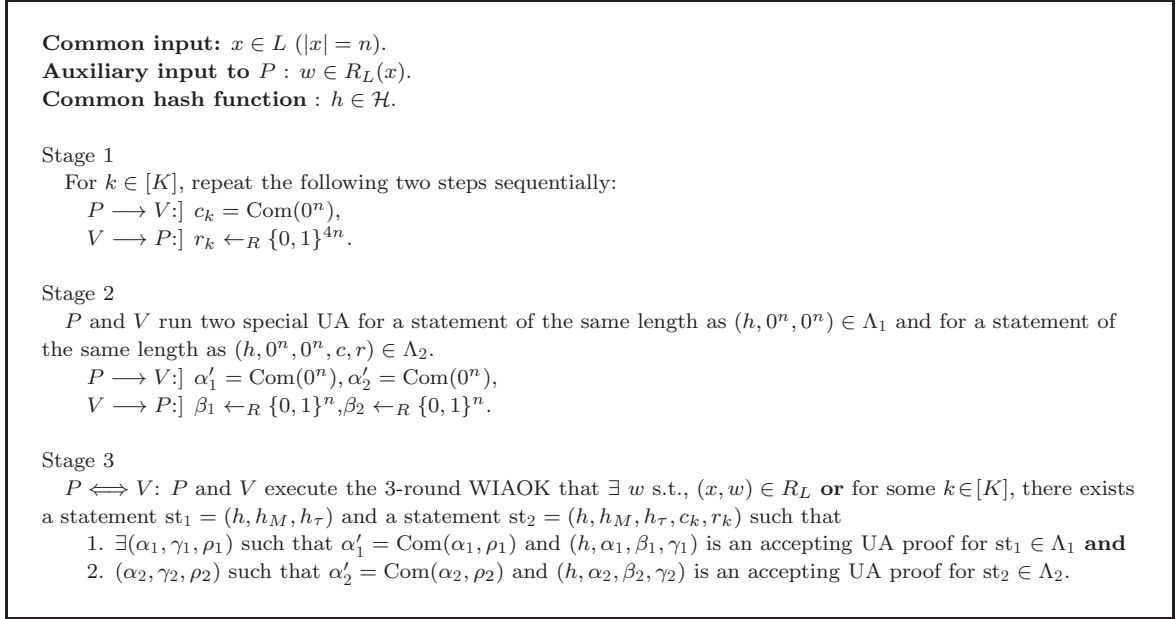 Common input: x ∈ L (|x| = n).
Auxiliary input to P : w ∈ R_L(x).
Common hash function : h ∈ ℋ.
Stage 1
For k ∈ [K], repeat the following two steps sequentially:
P ⟶ V:] c_k = Com(0^n),
V ⟶ P:] r_k ←_R {0, 1}^{4n}.
Stage 2
P and V run two special UA for a statement of the same length as (h, 0^n, 0^n) ∈ Λ_1 and for a statement of
the same length as (h, 0^n, 0^n, c, r) ∈ Λ_2.
P ⟶ V:] α′_1 = Com(0^n), α′_2 = Com(0^n),
V ⟶ P:] β_1 ←_R {0, 1}^n,β_2 ←_R {0, 1}^n.
Stage 3
P ⟺ V: P and V execute the 3-round WIAOK that ∃ w s.t., (x, w) ∈ R_L or for some k∈[K], there exists
a statement st_1 = (h, h_M, h_τ) and a statement st_2 = (h, h_M, h_τ, c_k, r_k) such that
1. ∃(α_1, γ_1, ρ_1) such that α′_1 = Com(α_1, ρ_1) and (h, α_1, β_1, γ_1) is an accepting UA proof for st_1 ∈ Λ_1 and
2. (α_2, γ_2, ρ_2) such that α′_2 = Com(α_2, ρ_2) and (h, α_2, β_2, γ_2) is an accepting UA proof for st_2 ∈ Λ_2.